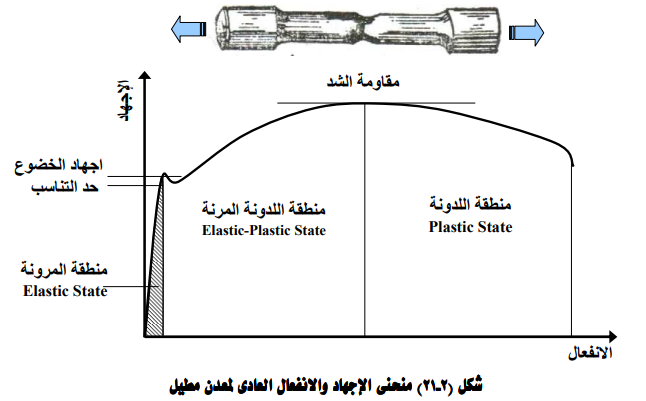 مقاومة الشد
الإجهاد
اجهاد الخضوع
حد التناسب
منطقة اللدونة المرنة
Elastic-Plastic State
منطقة اللدونة
Plastic State
منطقة المرونة
Elastic State
الانفعال
شكل (٢-٢١) منحنى الإجهاد والانفعال العادى لمعدن مطيل